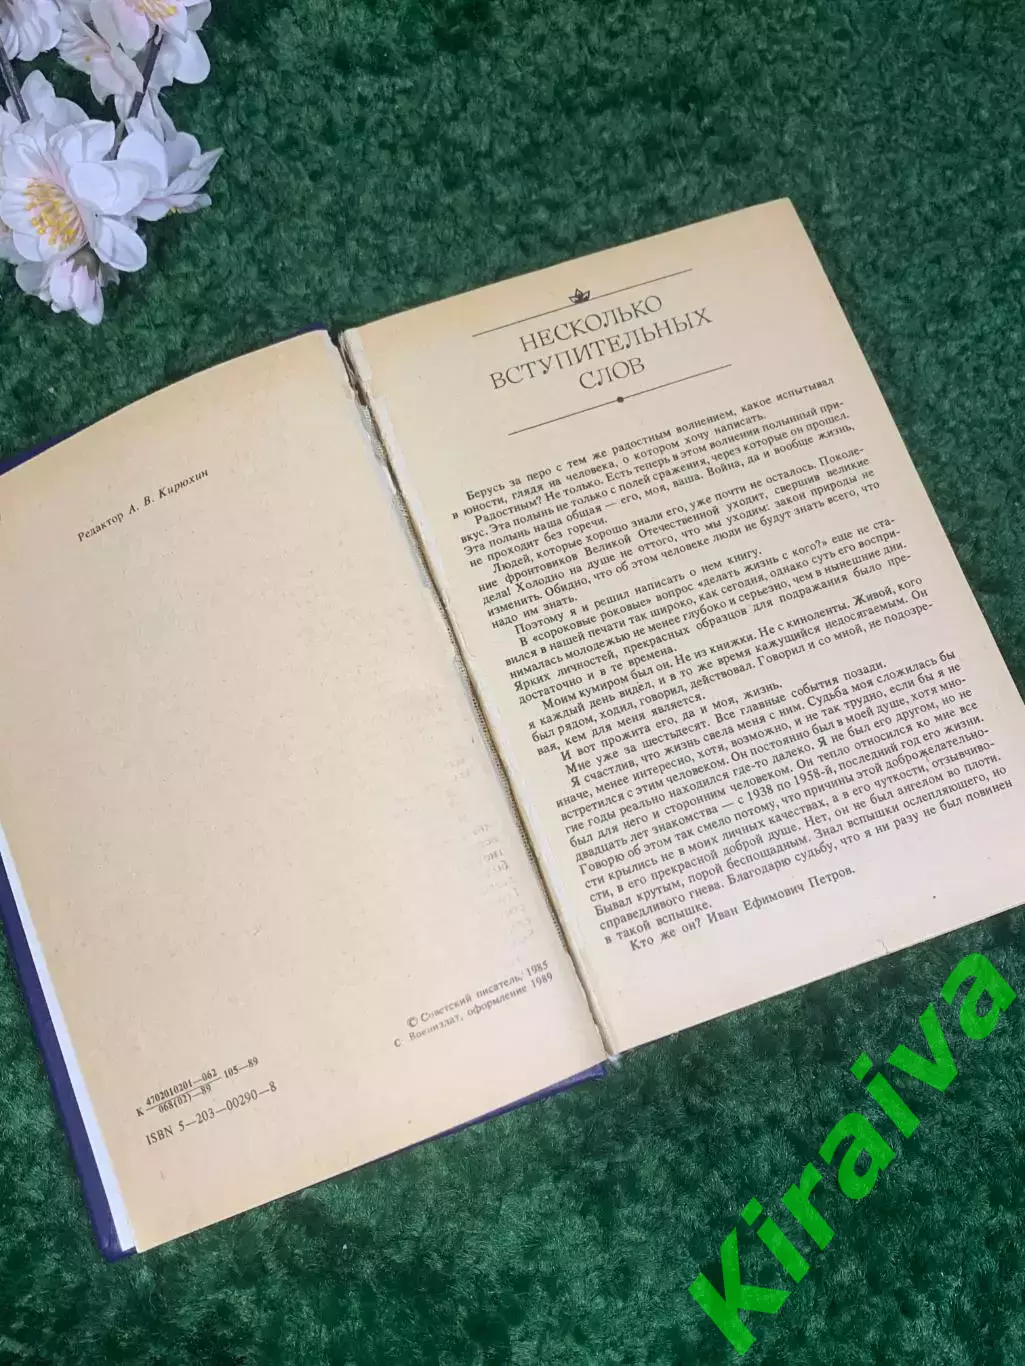 Редактор А. В. Кирюхин
© Советский писатель, 1985
С. Воениздат, оформление 1989
К 4702010201—062 105—89
068(02)—89
ISBN 5—203—00290—8
НЕСКОЛЬКО
ВСТУПИТЕЛЬНЫХ
СЛОВ
Берусь за перо с тем же радостным волнением, какое испытывал
в юности, глядя на человека, о котором хочу написать.
Радостным? Не только. Есть теперь в этом волнении полынный при-
вкус. Эта полынь не только с полей сражения, через которые он прошел.
Эта полынь наша общая — его, моя, ваша. Война, да и вообще жизнь,
не проходит без горечи.
Людей, которые хорошо знали его, уже почти не осталось. Поколе-
ние фронтовиков Великой Отечественной уходит, свершив великие
дела! Холодно на душе не оттого, что мы уходим: закон природы не
изменить. Обидно, что об этом человеке люди не будут знать всего, что
надо им знать.
Поэтому я и решил написать о нем книгу.
В «сороковые роковые» вопрос «делать жизнь с кого?» еще не ста-
вился в нашей печати так широко, как сегодня, однако суть его воспри-
нималась молодежью не менее глубоко и серьезно, чем в нынешние дни.
Ярких личностей, прекрасных образцов для подражания было пре-
достаточно и в те времена.
Моим кумиром был он. Не из книжки. Не с киноленты. Живой, кого
я каждый день видел, и в то же время кажущийся недосягаемым. Он
был рядом, ходил, говорил, действовал. Говорил и со мной, не подозре-
вая, кем для меня является.
И вот прожита его, да и моя, жизнь.
Мне уже за шестьдесят. Все главные события позади.
Я счастлив, что жизнь свела меня с ним. Судьба моя сложилась бы
иначе, менее интересно, хотя, возможно, и не так трудно, если бы я не
встретился с этим человеком. Он постоянно был в моей душе, хотя мно-
гие годы реально находился где-то далеко. Я не был его другом, но не
был для него и сторонним человеком. Он тепло относился ко мне все
двадцать лет знакомства — с 1938 по 1958-й, последний год его жизни.
Говорю об этом так смело потому, что причины этой доброжелательно-
сти крылись не в моих личных качествах, а в его чуткости, отзывчиво-
сти, в его прекрасной доброй душе. Нет, он не был ангелом во плоти.
Бывал крутым, порой беспощадным. Знал вспышки ослепляющего, но
справедливого гнева. Благодарю судьбу, что я ни разу не был повинен
в такой вспышке.
Кто же он? Иван Ефимович Петров.
Kiraiva